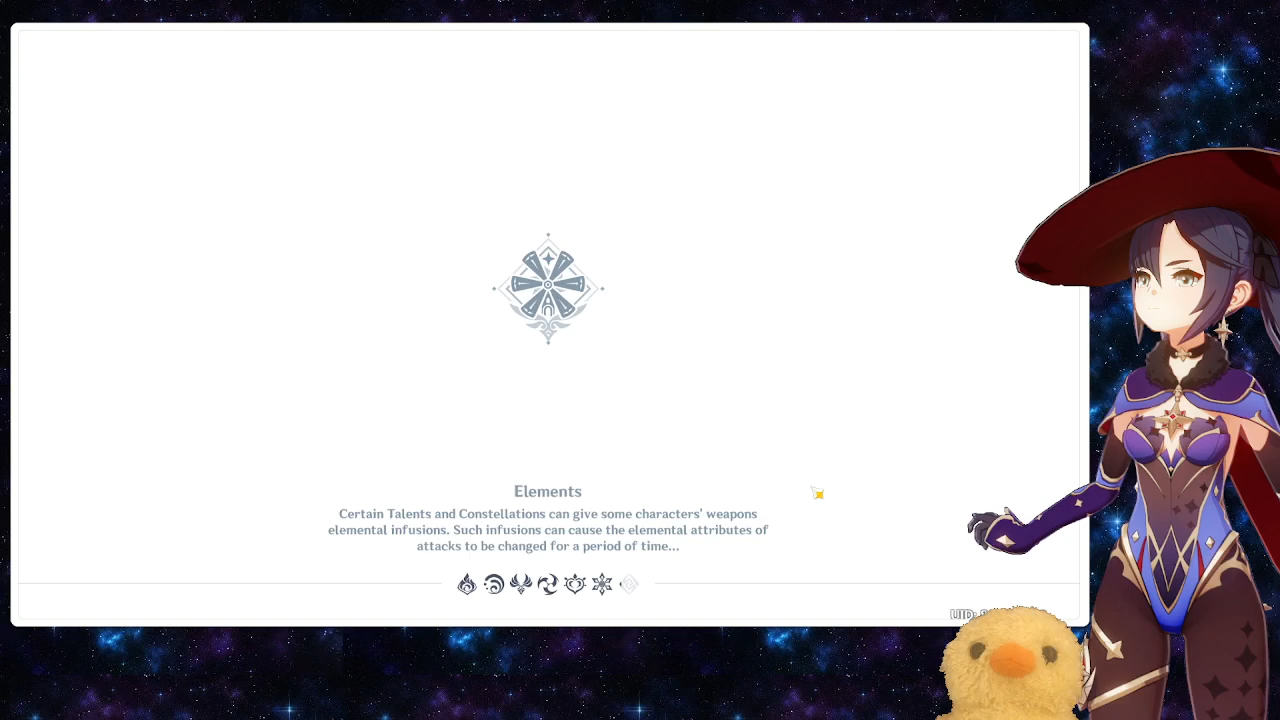 Elements
Certain Talents and Constellations can give some characters' weapons
elemental infusions. Such infusions can cause the elemental attributes of
attacks to be changed for a period of time...
UID: